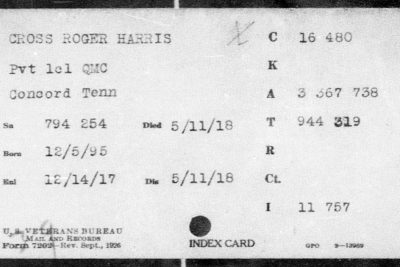 CROSS ROGER HARRIS C 16 480
Pvt 1cl QMC K
Concord Tenn A 3 367 738
Sn 794 254 Died 5/11/18 T 944 319
Born 12/5/95 R
Enl 12/14/17 Dis 5/11/18 Ct.
I 11 757
U. S. VETERANS BUREAU
MAIL AND RECORDS
Form 7202—Rev. Sept., 1926 INDEX CARD GPO